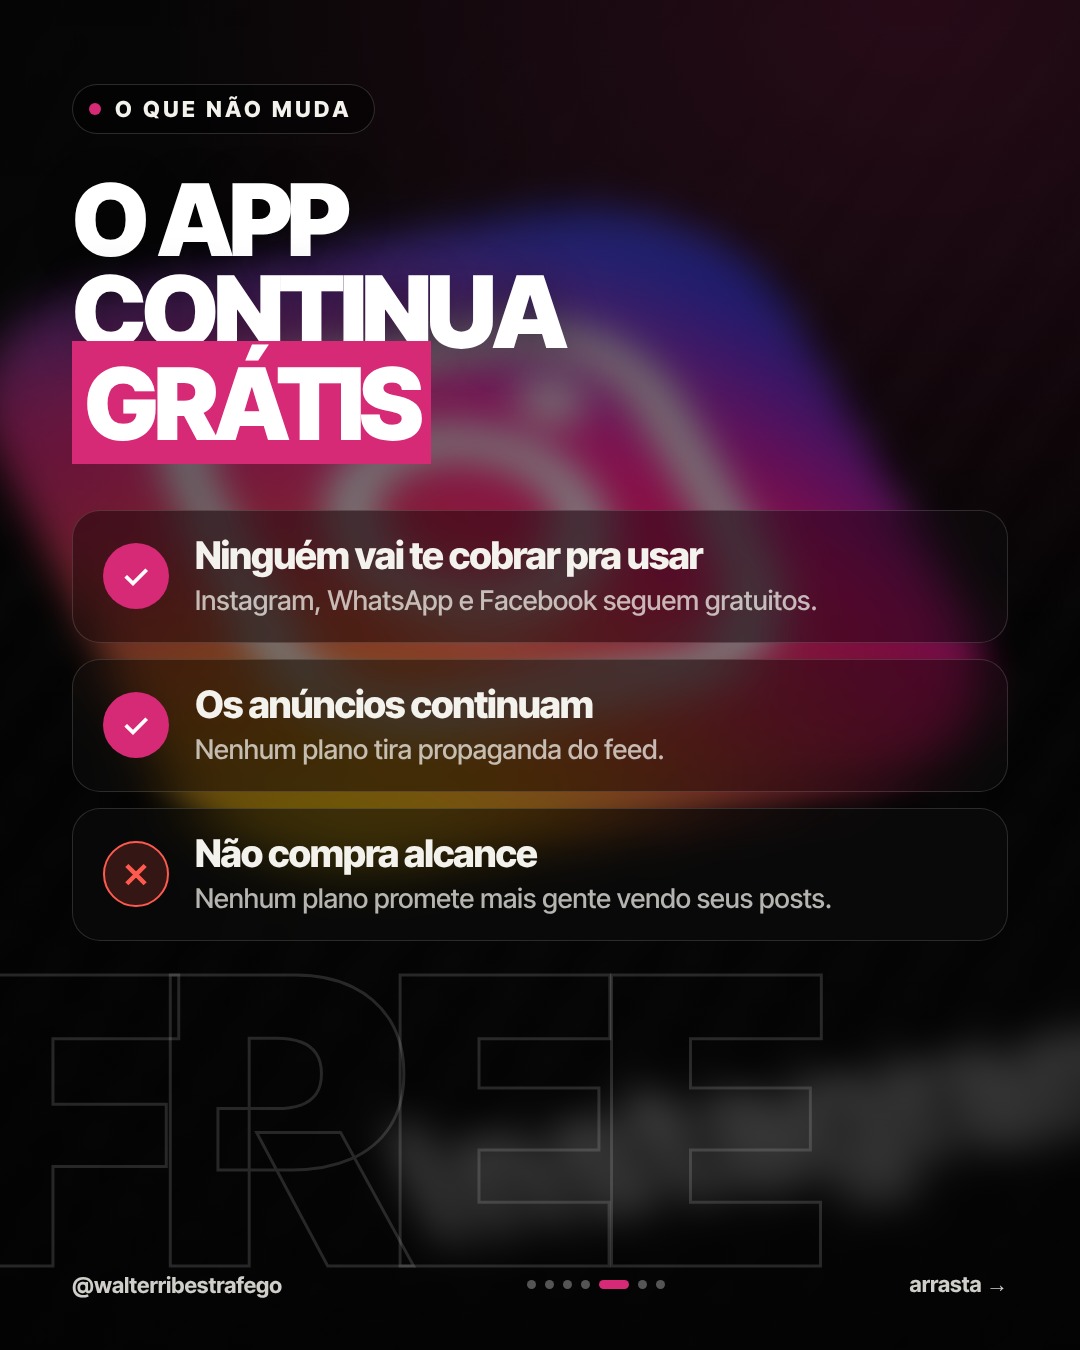 O QUE NÃO MUDA
O APP
CONTINUA
GRÁTIS
Ninguém vai te cobrar pra usar
Instagram, WhatsApp e Facebook seguem gratuitos.
Os anúncios continuam
Nenhum plano tira propaganda do feed.
Não compra alcance
Nenhum plano promete mais gente vendo seus posts.
FREE
@walterribestrafego
arrasta →